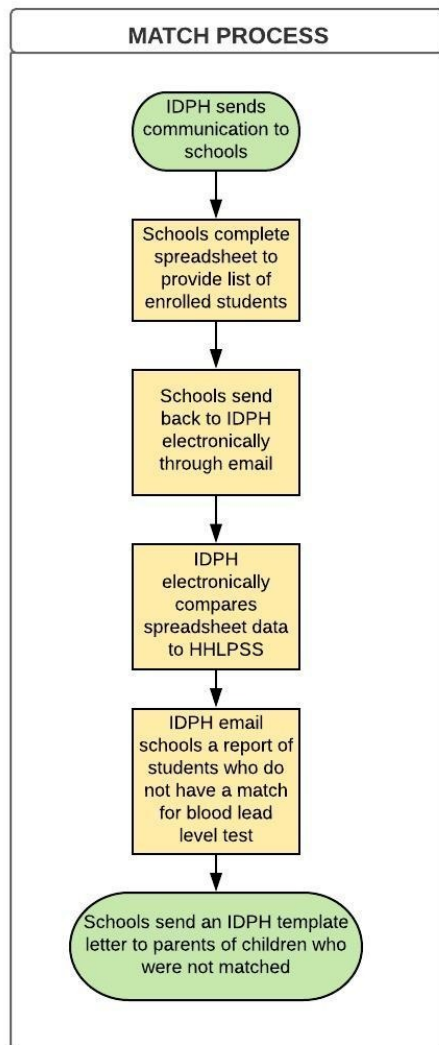 MATCH PROCESS
IDPH sends
communication to
schools
Schools complete
spreadsheet to
provide list of
enrolled students
Schools send
back to IDPH
electronically
through email
IDPH
electronically
compares
spreadsheet data
to HHLPSS
IDPH email
schools a report of
students who do
not have a match
for blood lead
level test
Schools send an IDPH template
letter to parents of children who
were not matched